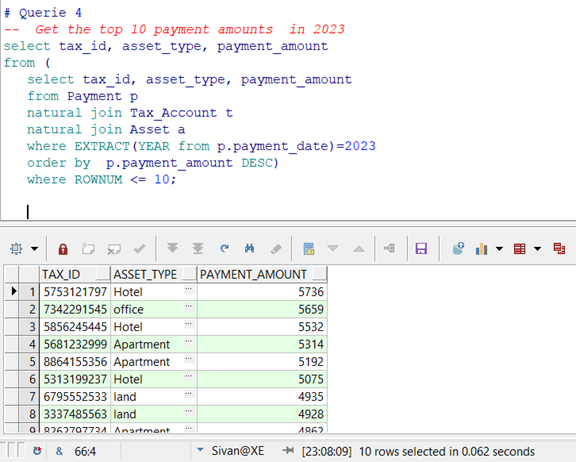 # Querie 4
-- Get the top 10 payment amounts in 2023
select tax_id, asset_type, payment_amount
from (
select tax_id, asset_type, payment_amount
from Payment p
natural join Tax_Account t
natural join Asset a
where EXTRACT(YEAR from p.payment_date)=2023
order by p.payment_amount DESC)
where ROWNUM <= 10;
TAX_ID ASSET_TYPE PAYMENT_AMOUNT
1 5753121797 Hotel ... 5736
2 7342291545 office ... 5659
3 5856245445 Hotel ... 5532
4 5681232999 Apartment ... 5314
5 8864155356 Apartment ... 5192
6 5313199237 Hotel ... 5075
7 6795552533 land ... 4935
8 3337485563 land ... 4928
9 8262797734 Apartment ... 4862
& 66:4 Sivan@XE [23:08:09] 10 rows selected in 0.062 seconds